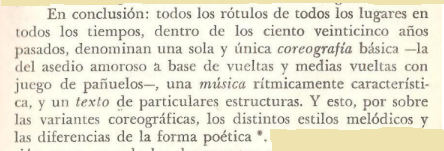 En conclusión: todos los rótulos de todos los lugares en
todos los tiempos, dentro de los ciento veinticinco años
pasados, denominan una sola y única coreografía básica —la
del asedio amoroso a base de vueltas y medias vueltas con
juego de pañuelos—, una música rítmicamente característi-
ca, y un texto de particulares estructuras. Y esto, por sobre
las variantes coreográficas, los distintos estilos melódicos y
las diferencias de la forma poética *.